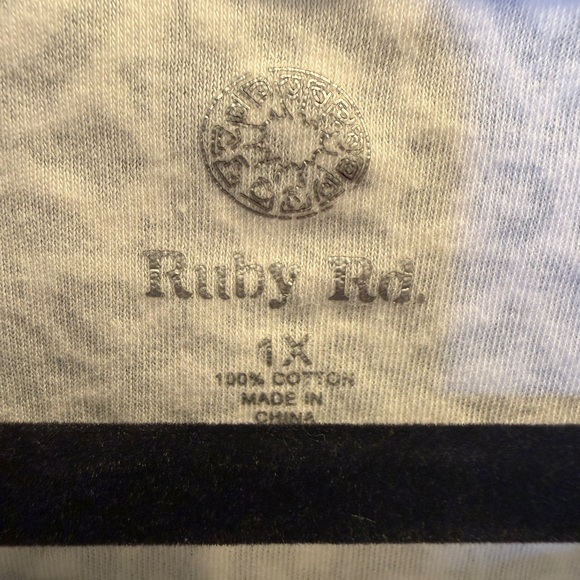 Ruby Rd.
1X
100% COTTON
MADE IN
CHINA